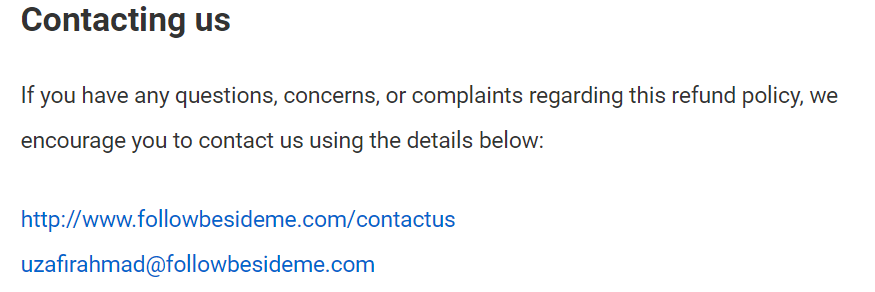 Contacting us
If you have any questions, concerns, or complaints regarding this refund policy, we
encourage you to contact us using the details below:
http://www.followbesideme.com/contactus
uzafirahmad@followbesideme.com